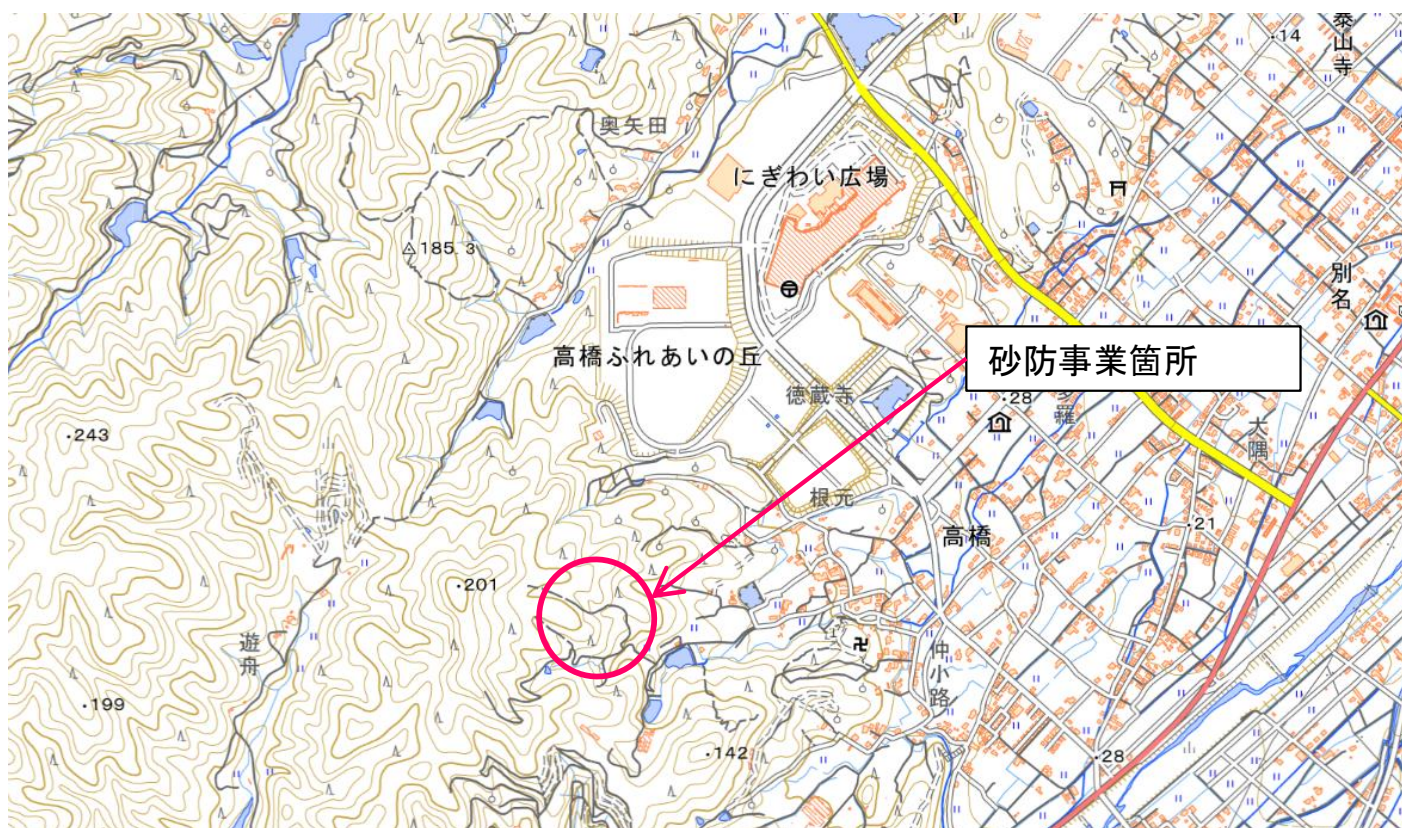 泰山寺
・14
奥矢田
にぎわい広場
185.3
別名
高橋ふれあいの丘
砂防事業箇所
徳蔵寺
・28
・243
大隅
根元
・21
高橋
・201
遊舟
仲小路
・199
・142
・28